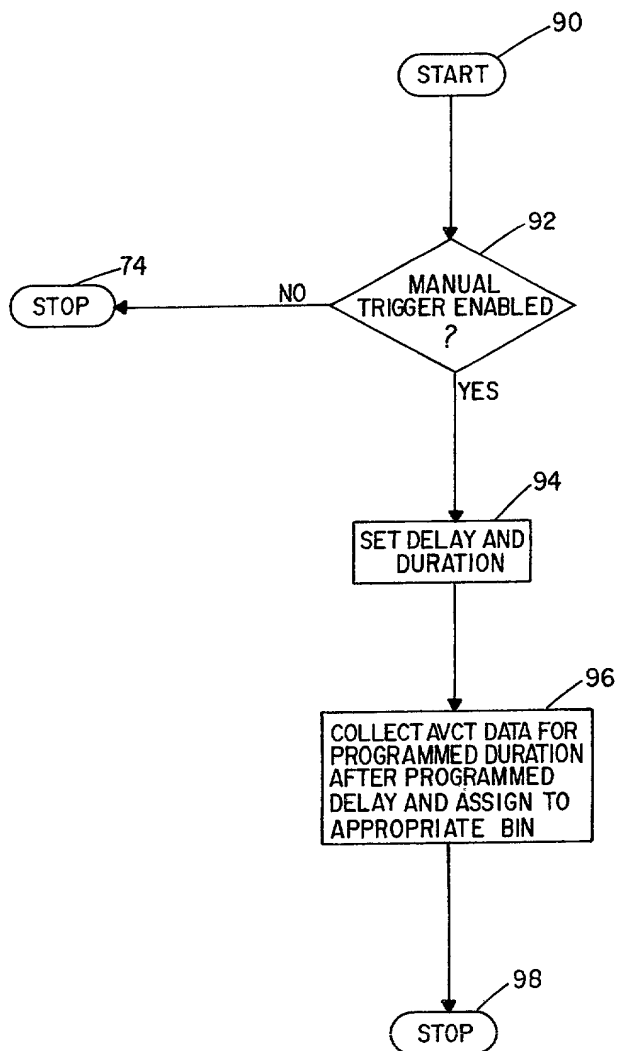 90
START
92
74
MANUAL
TRIGGER ENABLED
?
NO
STOP
YES
94
SET DELAY AND
DURATION
96
COLLECT AVCT DATA FOR
PROGRAMMED DURATION
AFTER PROGRAMMED
DELAY AND ASSIGN TO
APPROPRIATE BIN
98
STOP